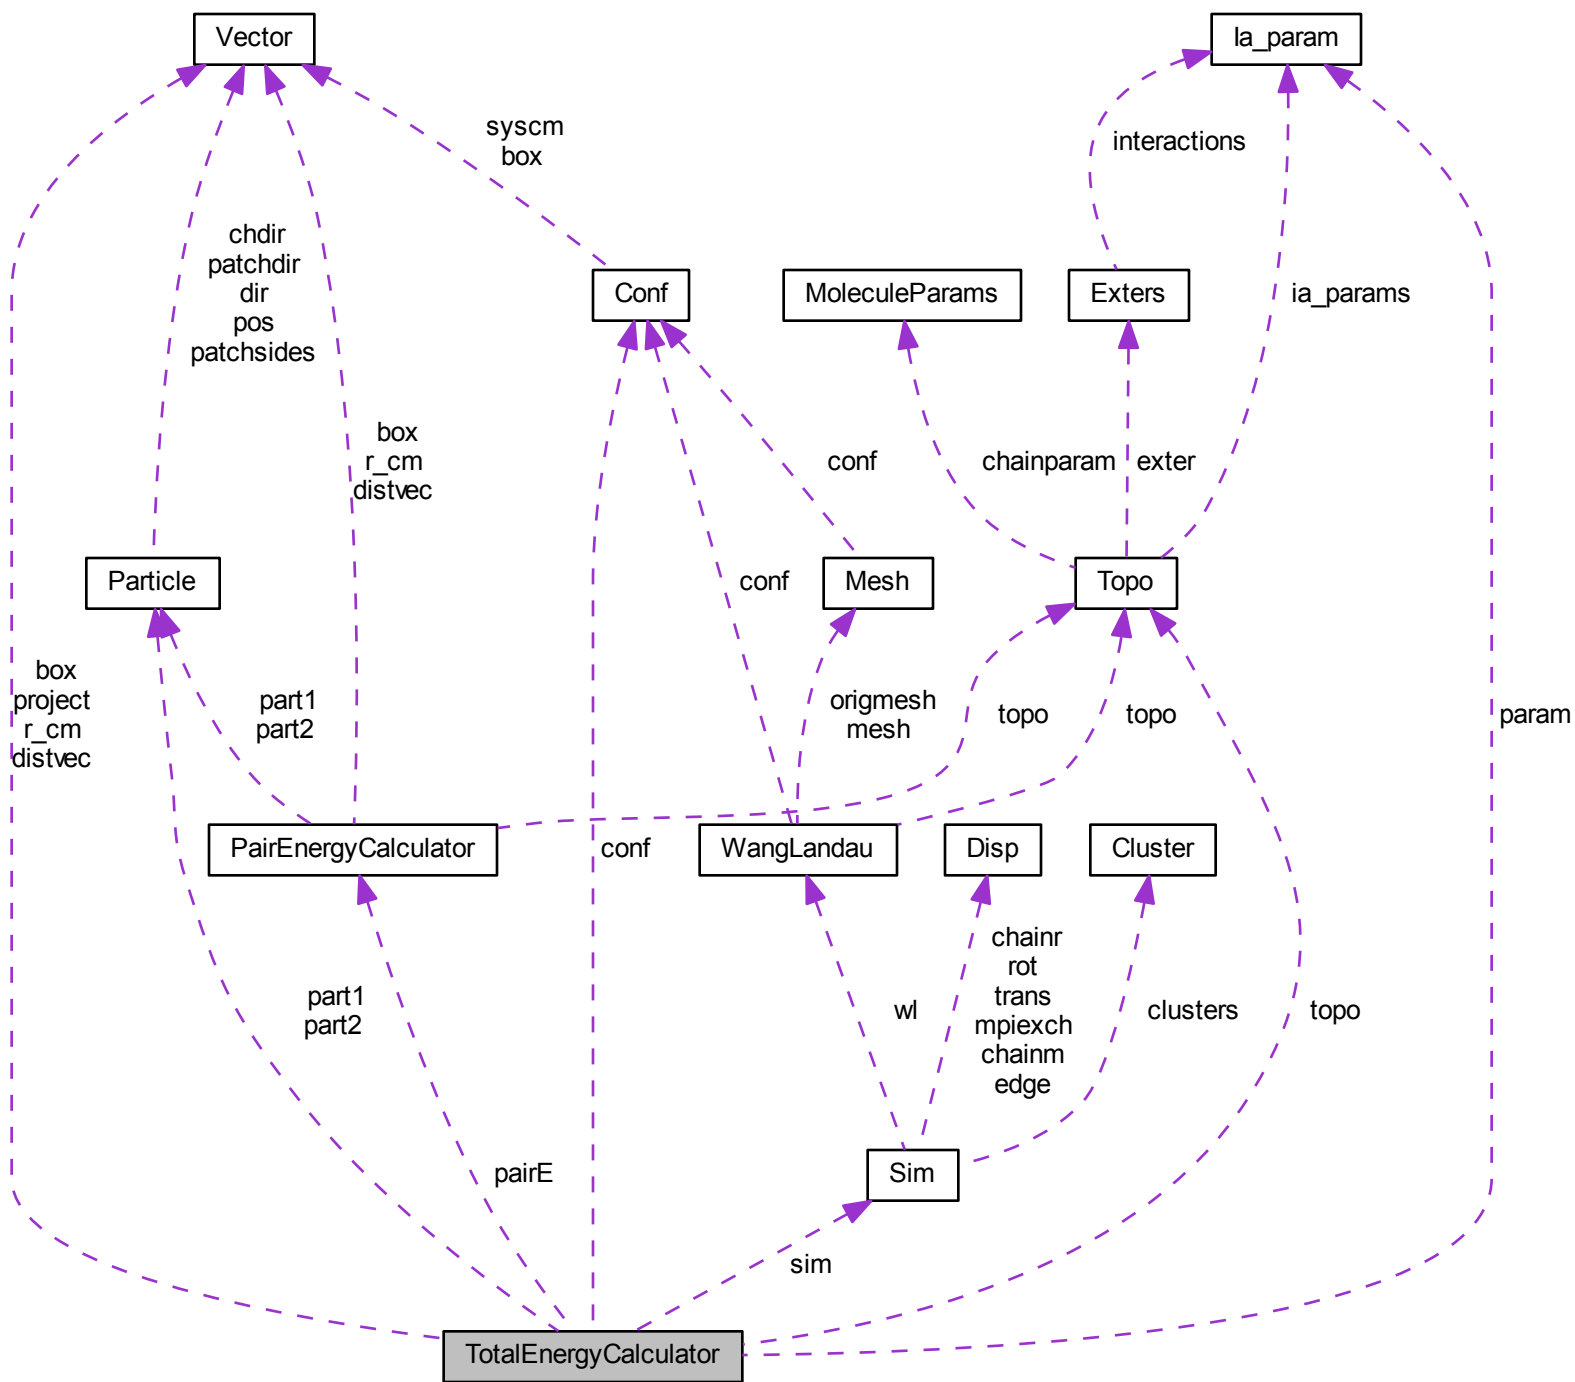 Vector
Ia_param
syscm
box
interactions
chdir
patchdir
dir
pos
patchsides
Conf
MoleculeParams
Exters
ia_params
box
r_cm
distvec
conf
chainparam
exter
Particle
conf
Mesh
Topo
box
project
r_cm
distvec
part1
part2
origmesh
mesh
topo
topo
param
PairEnergyCalculator
conf
WangLandau
Disp
Cluster
part1
part2
wl
chainr
rot
trans
mpiexch
chainm
edge
clusters
topo
pairE
Sim
sim
TotalEnergyCalculator